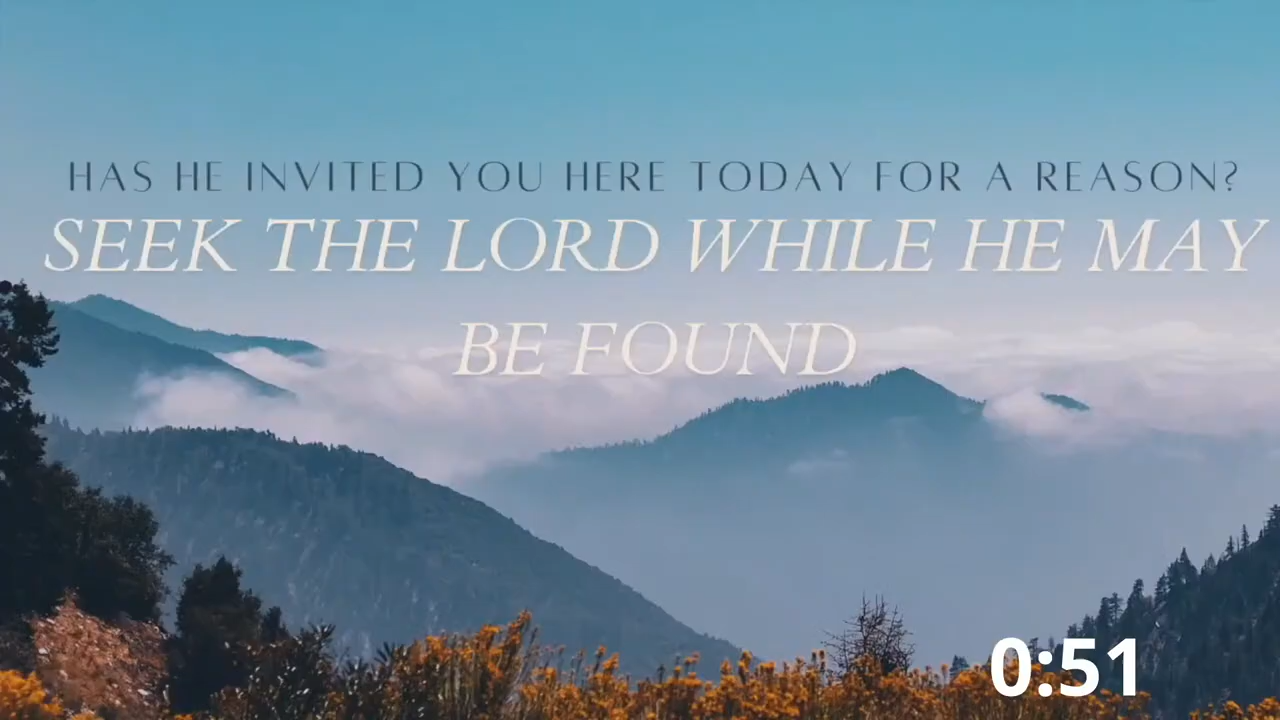 HAS HE INVITED YOU HERE TODAY FOR A REASON?
SEEK THE LORD WHILE HE MAY
BE FOUND
0:51